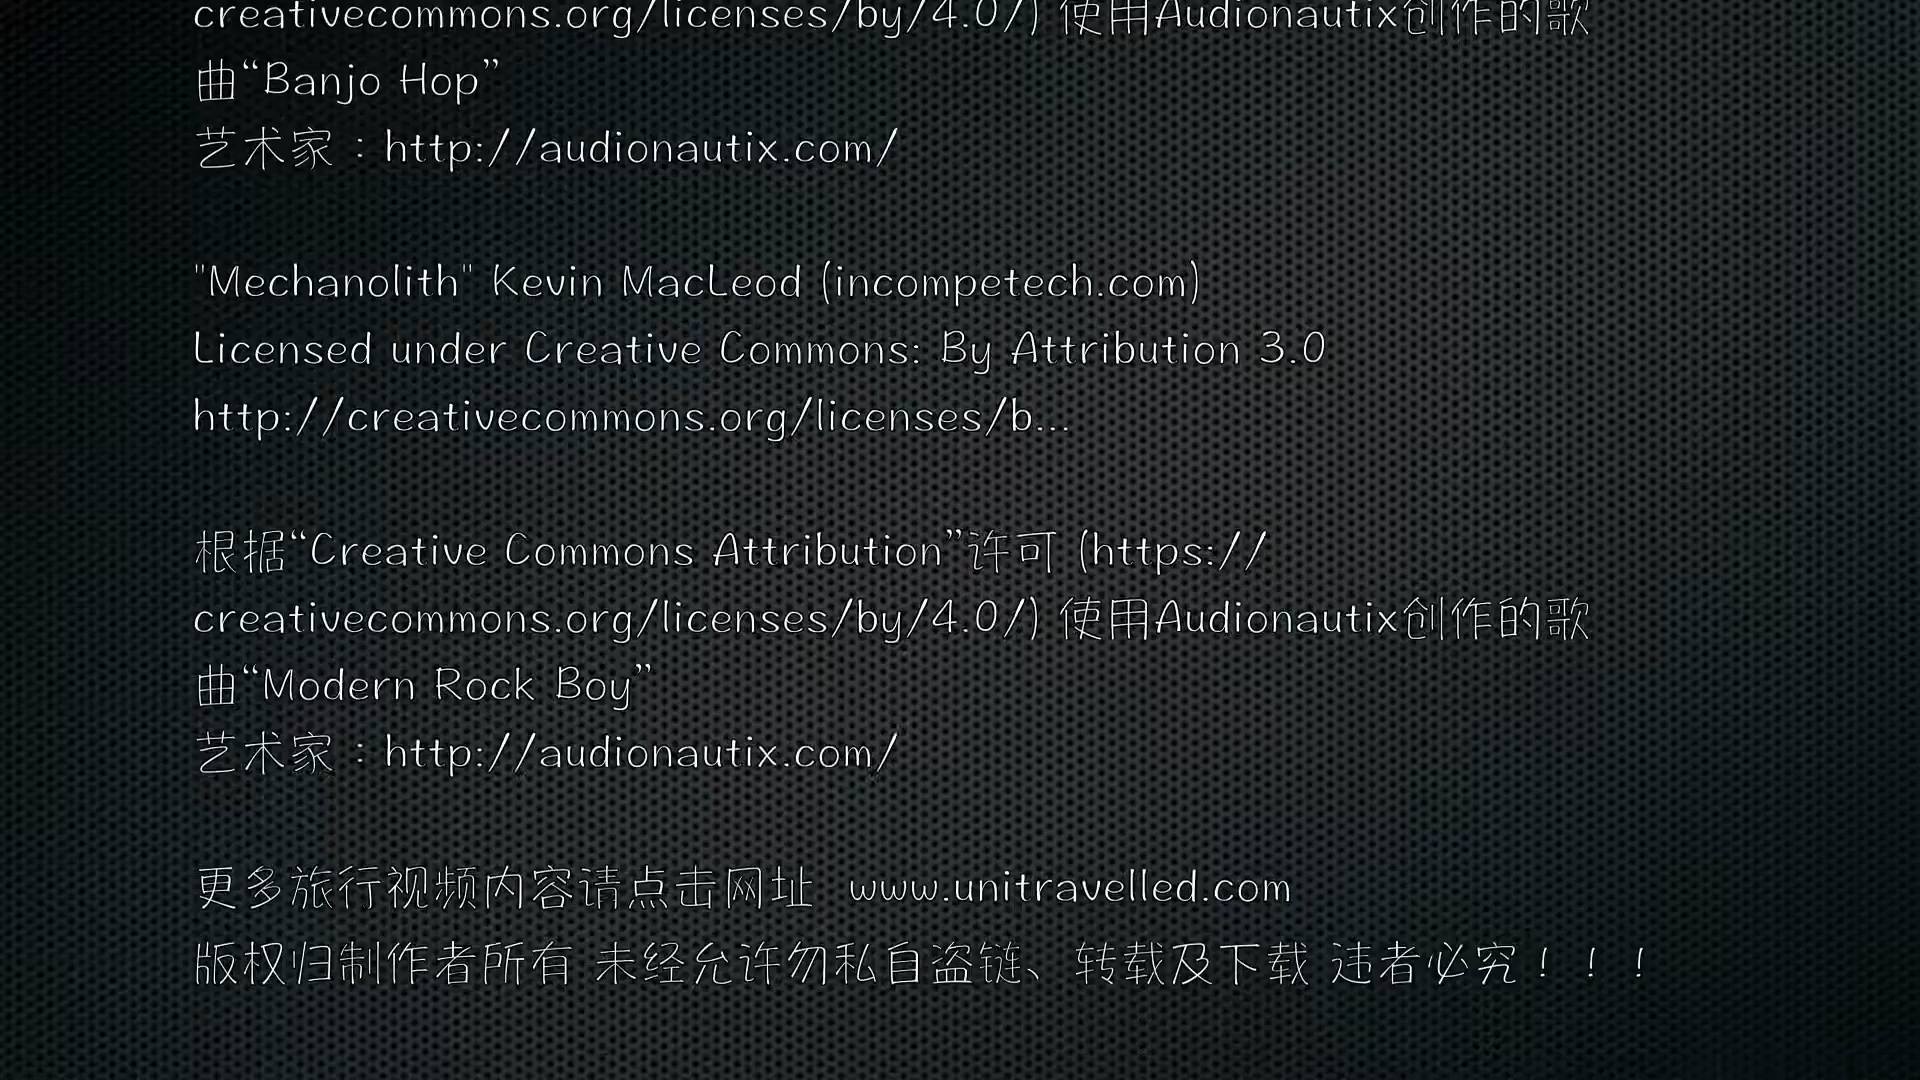 creativecommons.org/licenses/by/4.0/) 使用Audionautix创作的歌
曲“Banjo Hop”
艺术家：http://audionautix.com/
"Mechanolith" Kevin MacLeod (incompetech.com)
Licensed under Creative Commons: By Attribution 3.0
http://creativecommons.org/licenses/b...
根据“Creative Commons Attribution”许可 (https://
creativecommons.org/licenses/by/4.0/) 使用Audionautix创作的歌
曲“Modern Rock Boy”
艺术家：http://audionautix.com/
更多旅行视频内容请点击网址 www.unitravelled.com
版权归制作者所有 未经允许勿私自盗链、转载及下载 违者必究！！！